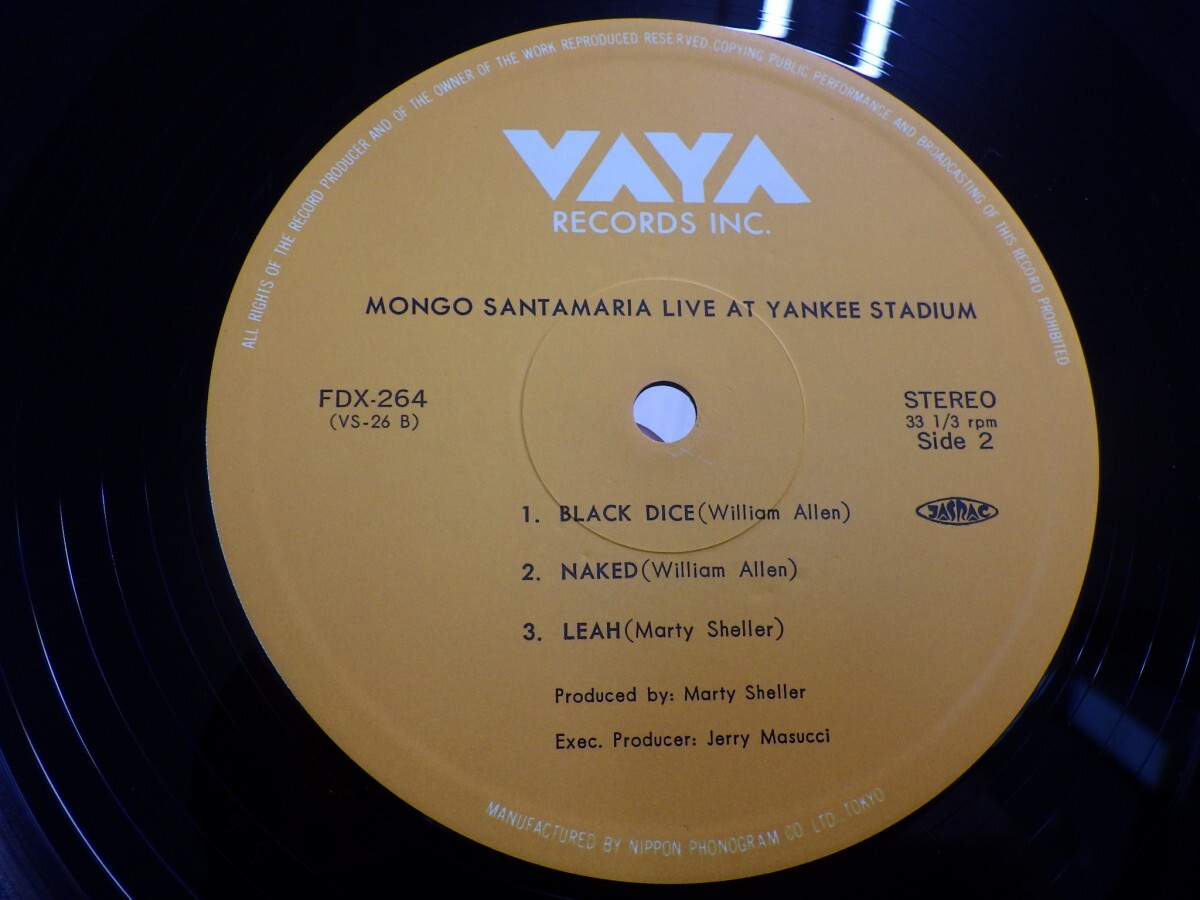 ALL RIGHTS OF THE RECORD PRODUCER AND OF THE OWNER OF THE WORK REPRODUCED RESERVED. COPYING PUBLIC PERFORMANCE AND BROADCASTING OF THIS RECORD PROHIBITED
VAYA
RECORDS INC.
MONGO SANTAMARIA LIVE AT YANKEE STADIUM
FDX-264
(VS-26 B)
STEREO
33 1/3 rpm
Side 2
1. BLACK DICE (William Allen)
JASRAC
2. NAKED (William Allen)
3. LEAH (Marty Sheller)
Produced by: Marty Sheller
Exec. Producer: Jerry Masucci
MANUFACTURED BY NIPPON PHONOGRAM CO LTD., TOKYO